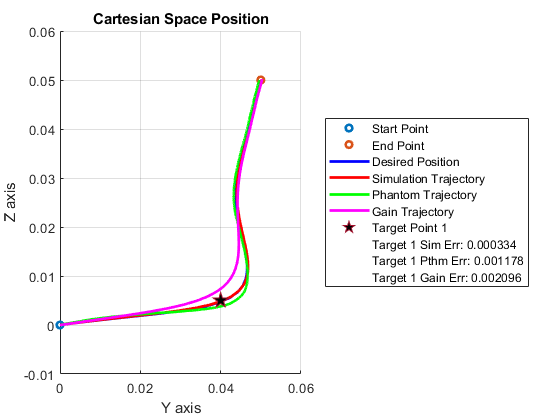 Cartesian Space Position
0.06
0.05
0.04
0.03
0.02
0.01
0
-0.01
Z axis
0
0.02
0.04
0.06
Y axis
Start Point
End Point
Desired Position
Simulation Trajectory
Phantom Trajectory
Gain Trajectory
Target Point 1
Target 1 Sim Err: 0.000334
Target 1 Pthm Err: 0.001178
Target 1 Gain Err: 0.002096